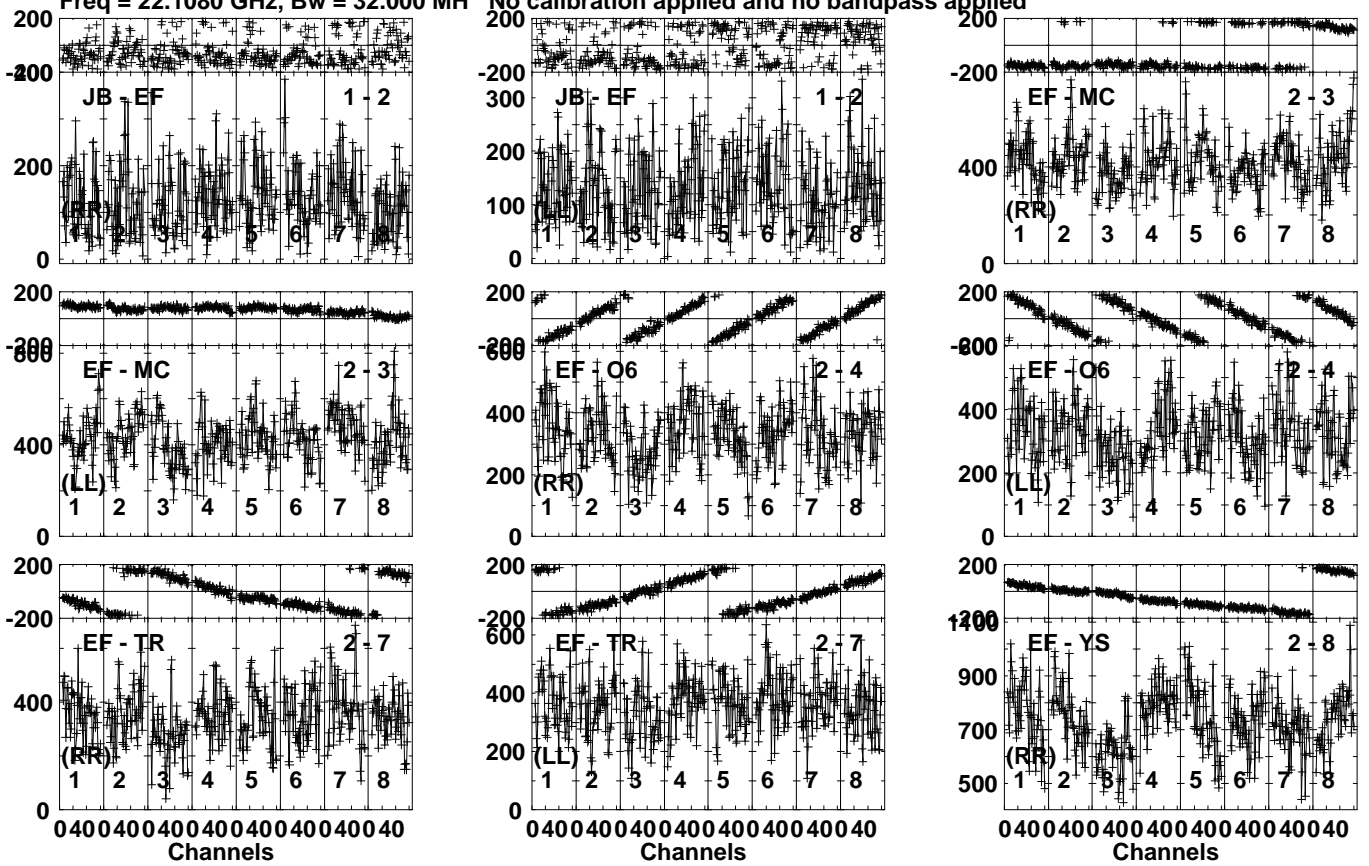 Freq = 22.1080 GHz, Bw = 32.000 MH No calibration applied and no bandpass applied
200
-200
400
JB - EF 1 - 2
200
(RR)
1 2 3 4 5 6 7 8
0
200
-200
JB - EF 1 - 2
300
200
100
(LL)
1 2 3 4 5 6 7 8
0
200
-200
EF - MC 2 - 3
400
(RR)
1 2 3 4 5 6 7 8
0
200
-200
800
EF - MC 2 - 3
400
(LL)
1 2 3 4 5 6 7 8
0
200
-200
600
EF - O6 2 - 4
400
200
(RR)
1 2 3 4 5 6 7 8
0
200
-200
600
EF - O6 2 - 4
400
200
(LL)
1 2 3 4 5 6 7 8
0
200
-200
EF - TR 2 - 7
400
(RR)
1 2 3 4 5 6 7 8
0
0 40 0 40 0 40 0 40 0 40 0 40 0 40 0 40
Channels
200
-200
600
EF - TR 2 - 7
400
200
(LL)
1 2 3 4 5 6 7 8
0
0 40 0 40 0 40 0 40 0 40 0 40 0 40 0 40
Channels
200
-200
1100
EF - YS 2 - 8
900
700
(RR)
500
1 2 3 4 5 6 7 8
0 40 0 40 0 40 0 40 0 40 0 40 0 40 0 40
Channels